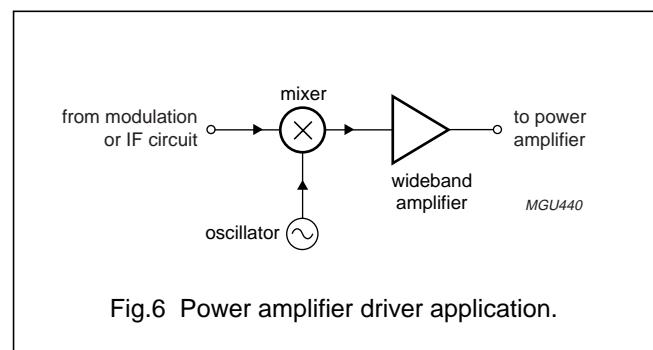 mixer
from modulation
or IF circuit
to power
amplifier
wideband
amplifier
MGU440
oscillator
Fig.6 Power amplifier driver application.